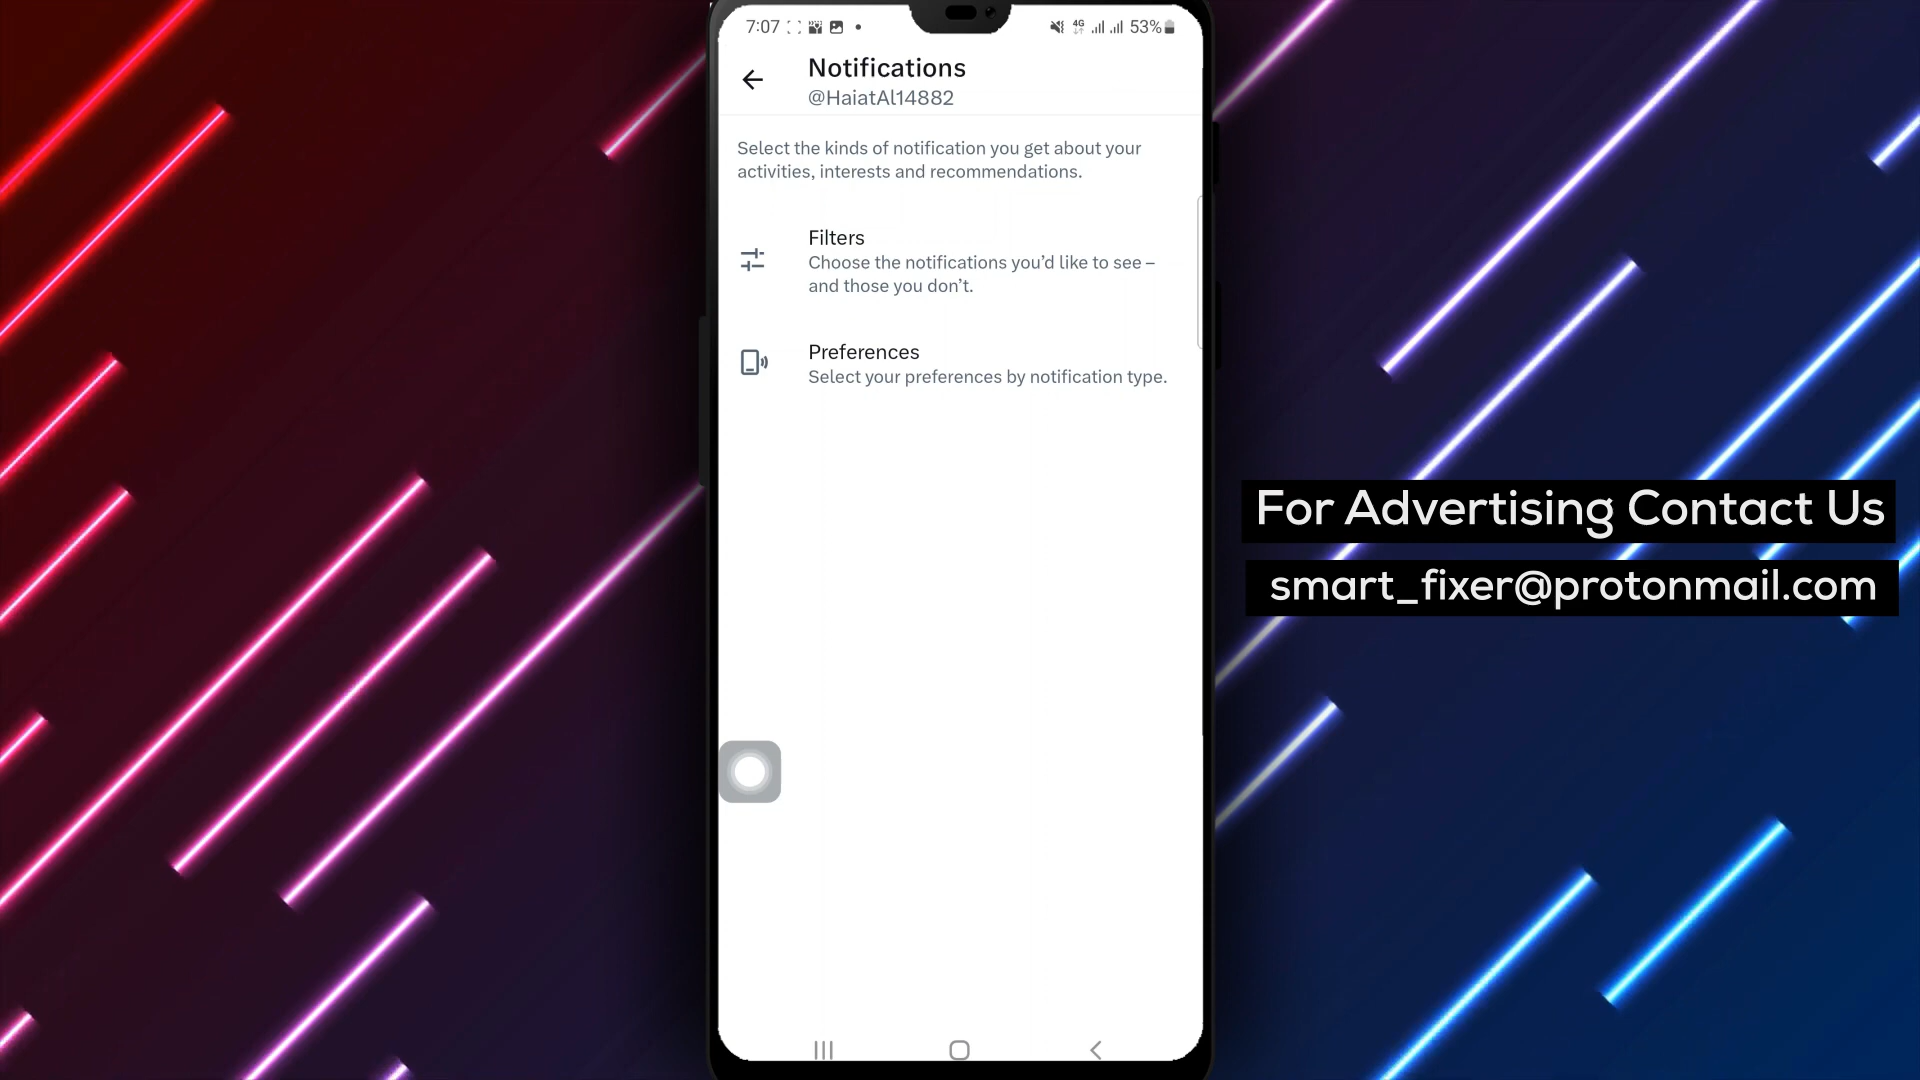 7:07
4G
53%
Notifications
@HaiatAl14882
Select the kinds of notification you get about your
activities, interests and recommendations.
Filters
Choose the notifications you’d like to see –
and those you don’t.
Preferences
Select your preferences by notification type.
For Advertising Contact Us
smart_fixer@protonmail.com